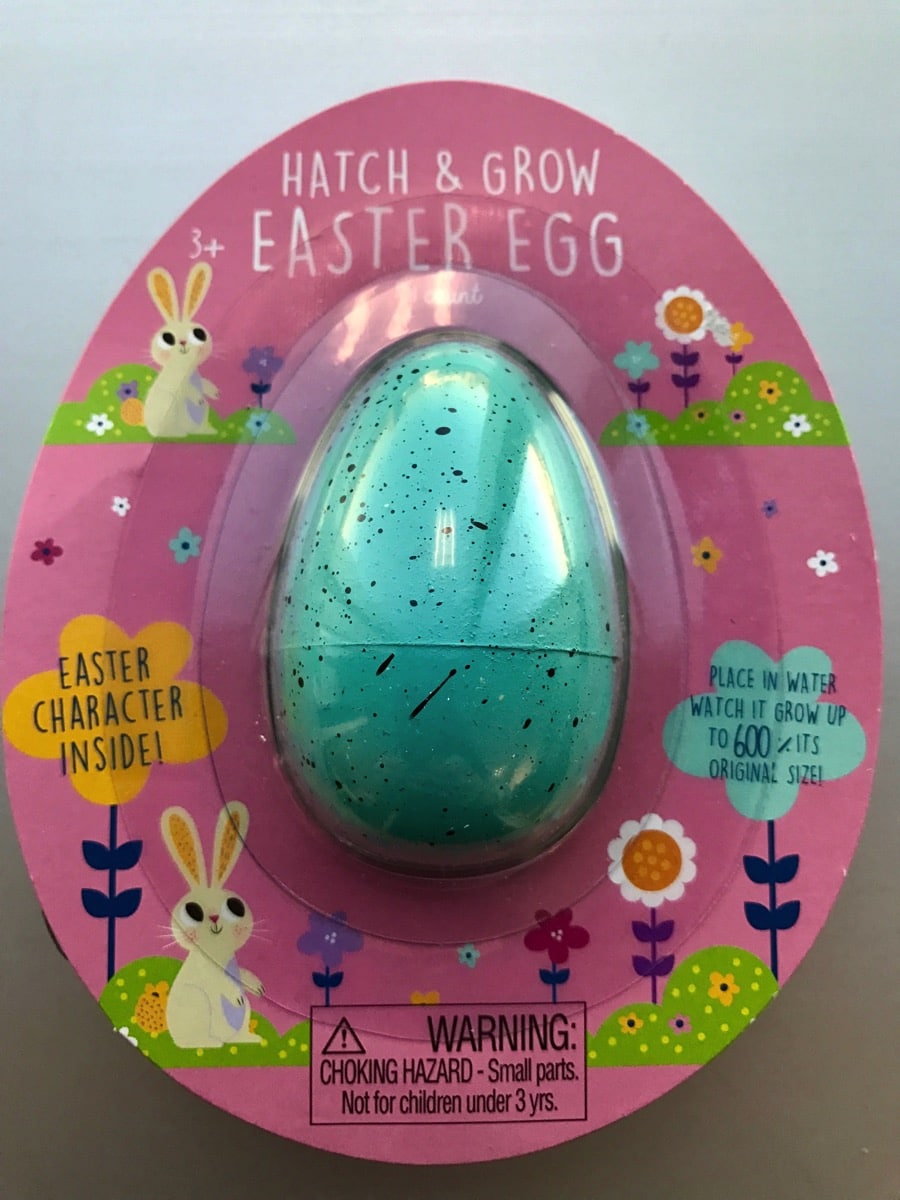 HATCH & GROW
EASTER EGG
3+
EASTER
CHARACTER
INSIDE!
PLACE IN WATER
WATCH IT GROW UP
TO 600% ITS
ORIGINAL SIZE!
WARNING:
CHOKING HAZARD - Small parts.
Not for children under 3 yrs.